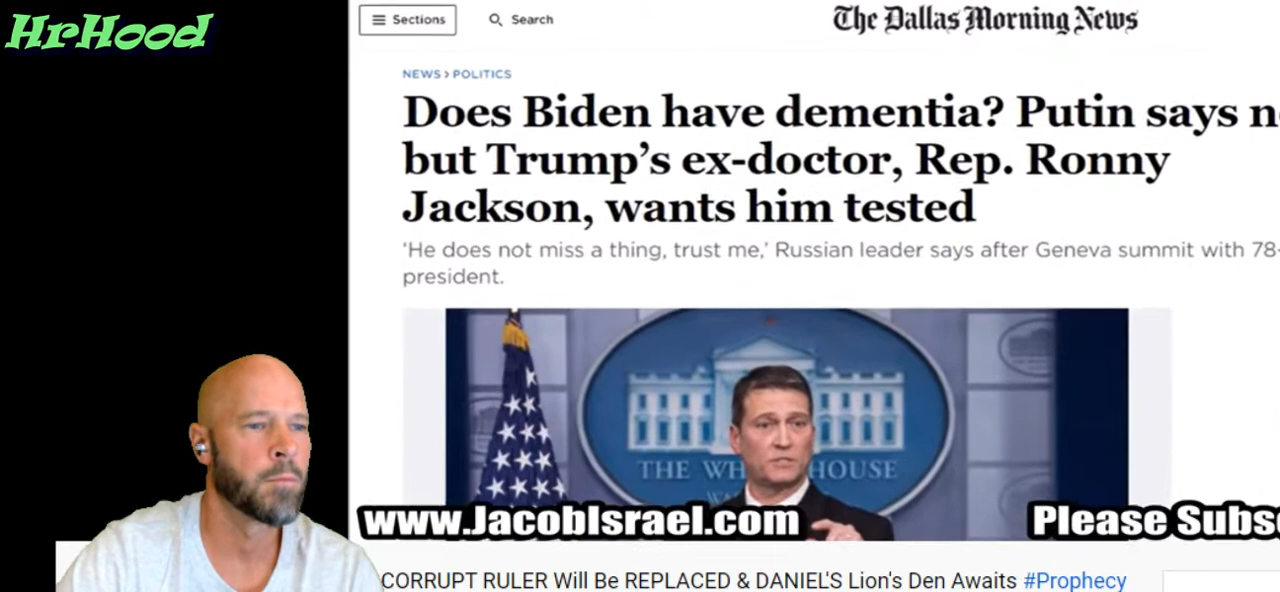 HrHood
Sections
Search
The Dallas Morning News
NEWS > POLITICS
Does Biden have dementia? Putin says
but Trump's ex-doctor, Rep. Ronny
Jackson, wants him tested
'He does not miss a thing, trust me,' Russian leader says after Geneva summit with 78-
president.
THE WH HOUSE
www.JacobIsrael.com
Please Subs
CORRUPT RULER Will Be REPLACED & DANIEL'S Lion's Den Awaits #Prophecy